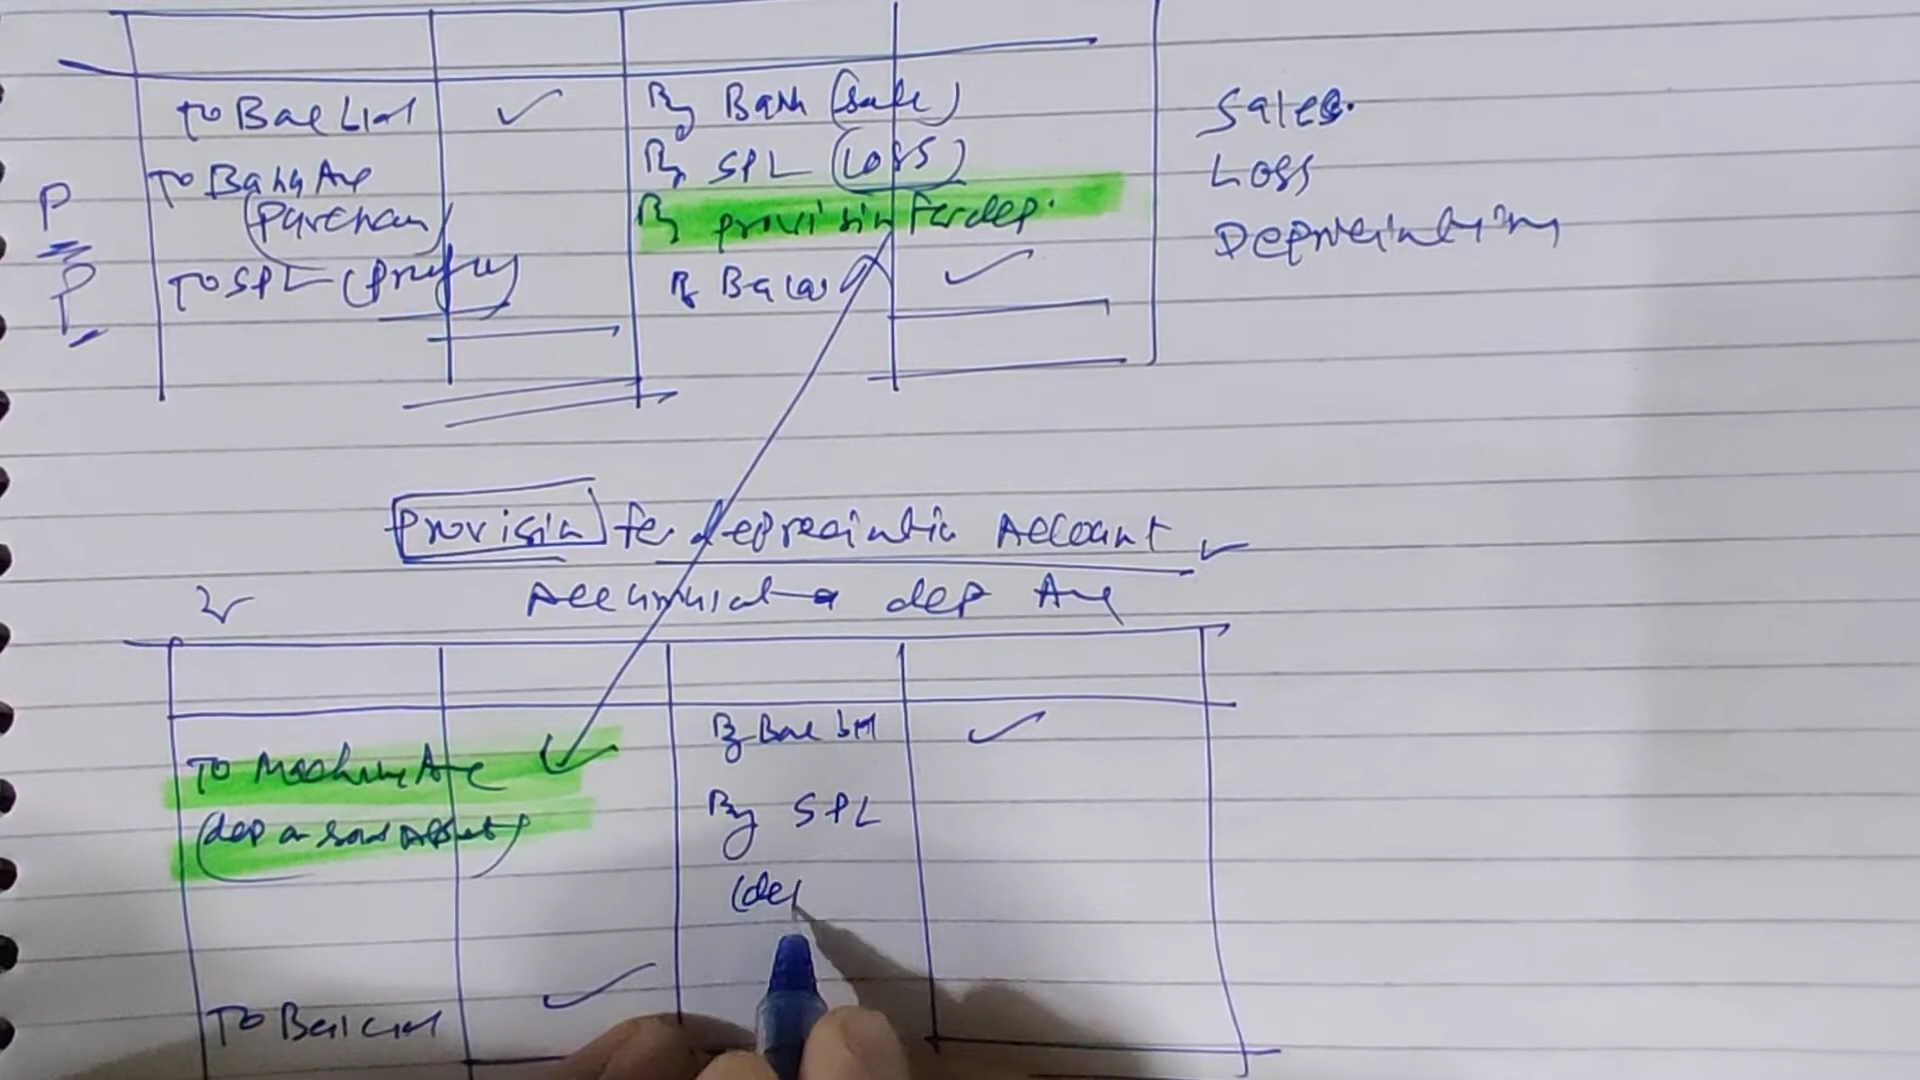 To Bal b/d
By Bank (Sale)
Sales.
To Bank A/c
By SPL (Loss)
Loss
P
(Purchase)
By provision For dep.
Depreciation
P
To SPL (Profit)
By Bal c/d
Provision for depreciation Account
Accumulated dep A/c
To Machine A/c
By Bal b/d
(dep on sold Asset)
By SPL
(de
To Bal c/d